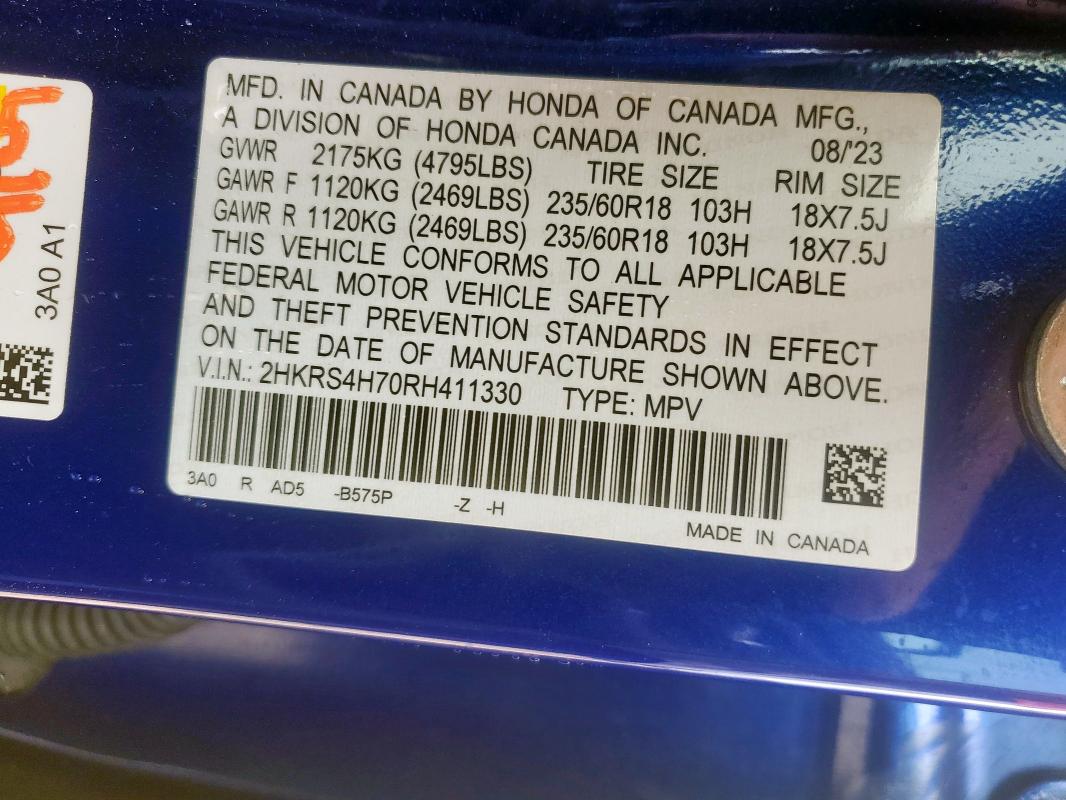 MFD. IN CANADA BY HONDA OF CANADA MFG.,
A DIVISION OF HONDA CANADA INC. 08/'23
GVWR 2175KG (4795LBS) TIRE SIZE RIM SIZE
GAWR F 1120KG (2469LBS) 235/60R18 103H 18X7.5J
GAWR R 1120KG (2469LBS) 235/60R18 103H 18X7.5J
THIS VEHICLE CONFORMS TO ALL APPLICABLE
FEDERAL MOTOR VEHICLE SAFETY
AND THEFT PREVENTION STANDARDS IN EFFECT
ON THE DATE OF MANUFACTURE SHOWN ABOVE.
V.I.N.: 2HKRS4H70RH411330 TYPE: MPV
3A0 R AD5 -B575P -Z -H
MADE IN CANADA
3A0 A1